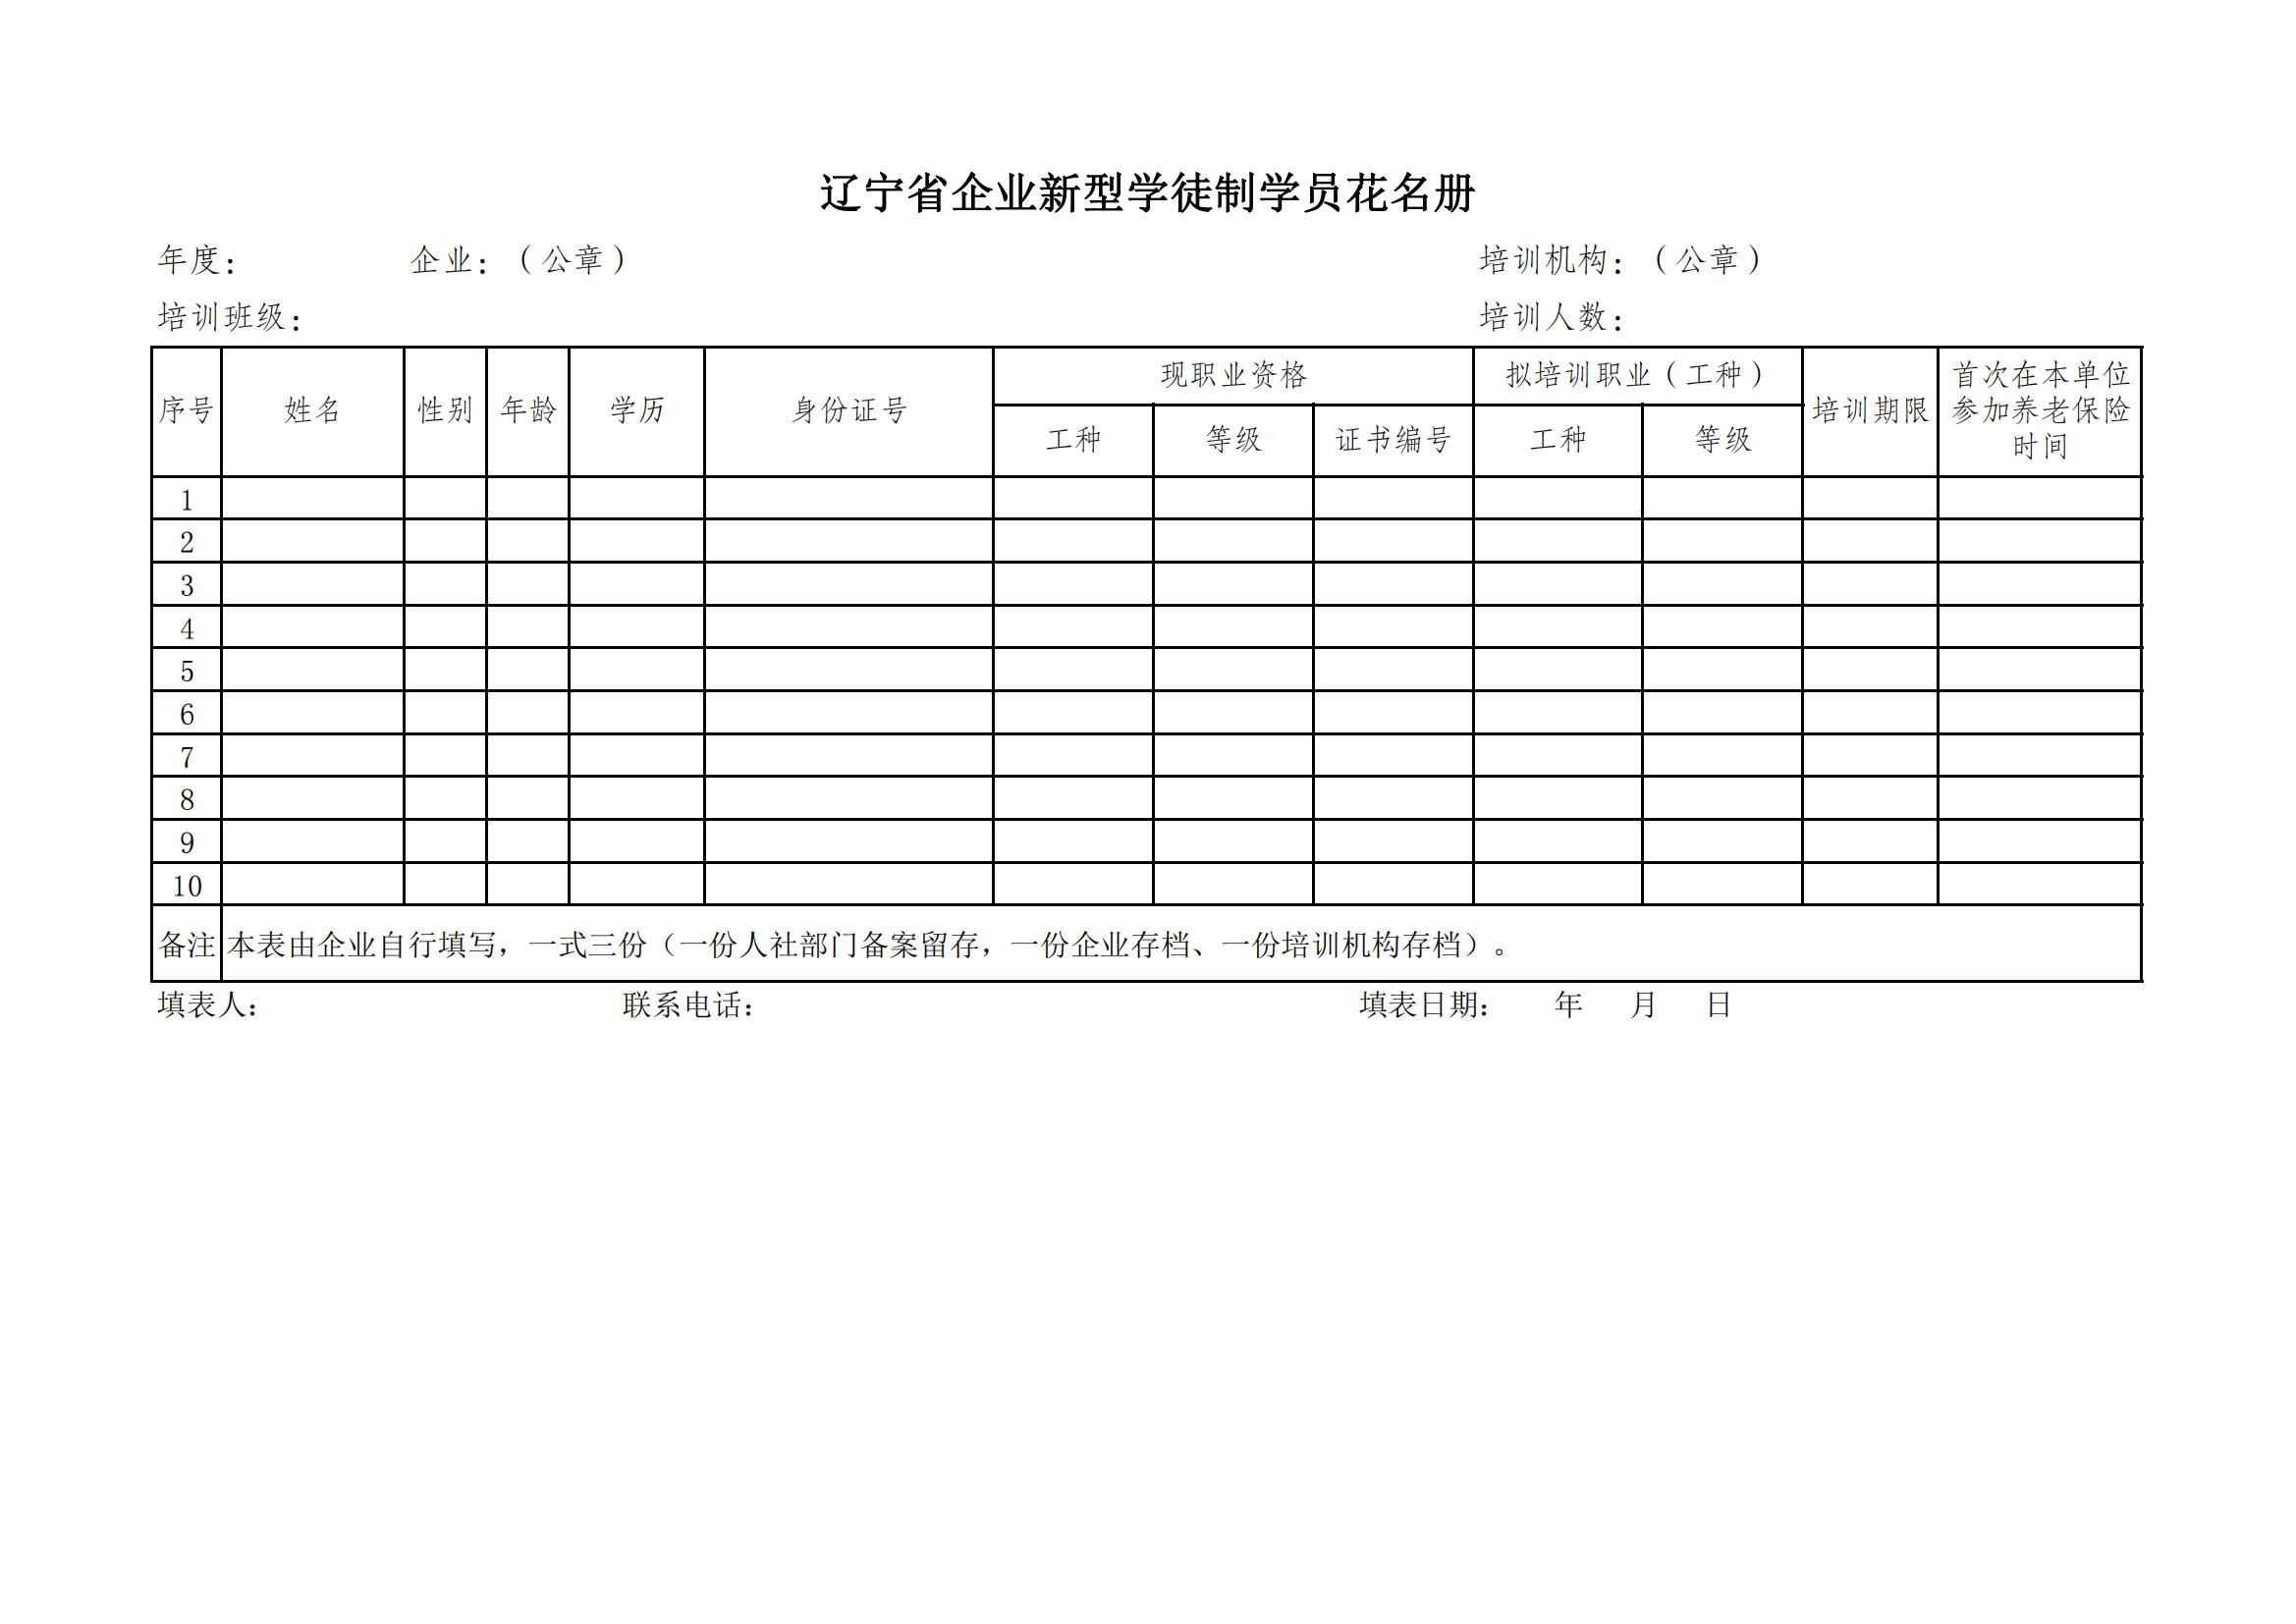 辽宁省企业新型学徒制学员花名册
年度： 企业：（公章） 培训机构：（公章）
培训班级： 培训人数：
序号 姓名 性别 年龄 学历 身份证号 现职业资格 拟培训职业（工种） 培训期限 首次在本单位参加养老保险时间
工种 等级 证书编号 工种 等级
1
2
3
4
5
6
7
8
9
10
备注 本表由企业自行填写，一式三份（一份人社部门备案留存，一份企业存档、一份培训机构存档）。
填表人： 联系电话： 填表日期： 年 月 日